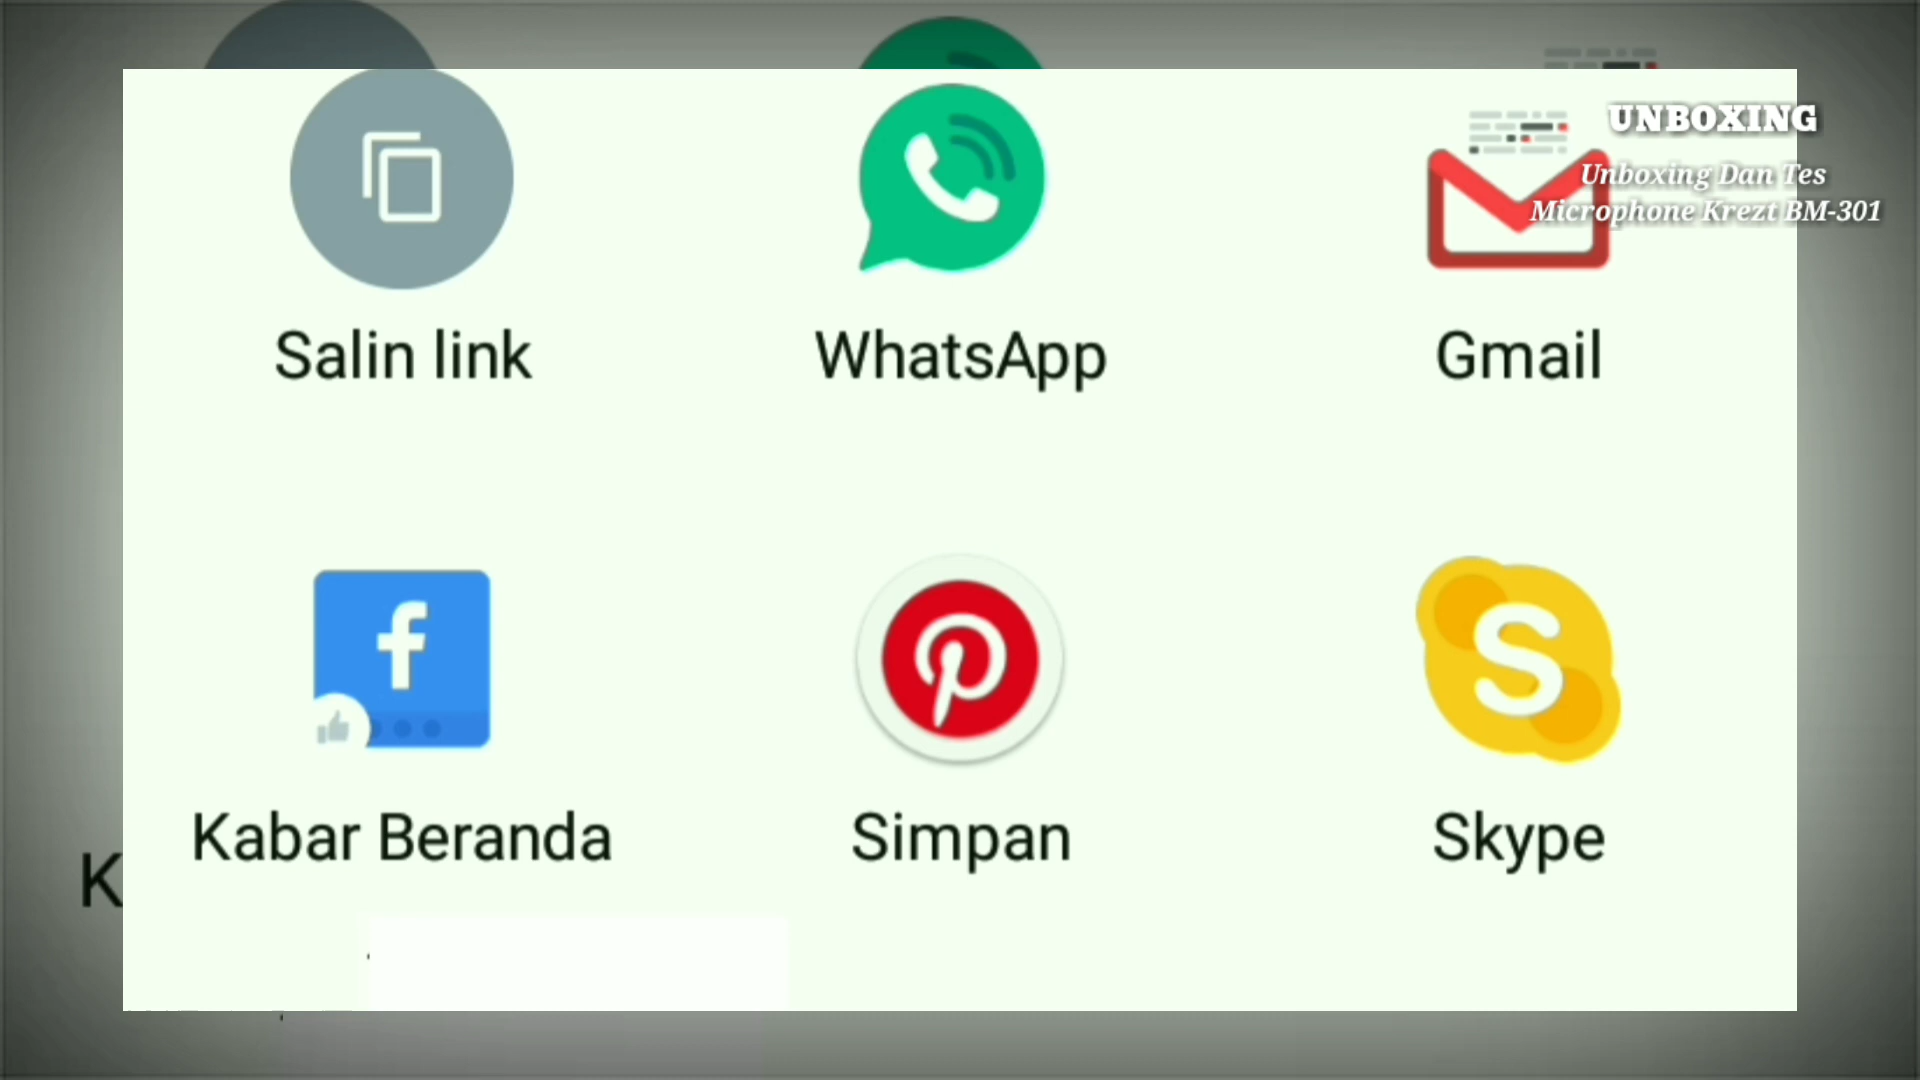 UNBOXING
Unboxing Dan Tes
Microphone Krezt BM-301
Salin link
WhatsApp
Gmail
Kabar Beranda
Simpan
Skype
K